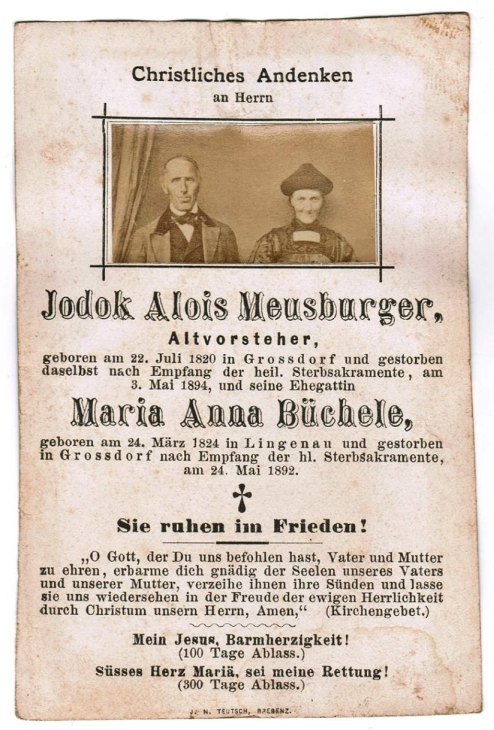 Christliches Andenken
an Herrn
Jodok Alois Meusburger,
Altvorsteher,
geboren am 22. Juli 1820 in Grossdorf und gestorben
daselbst nach Empfang der heil. Sterbsakramente, am
3. Mai 1894, und seine Ehegattin
Maria Anna Büchele,
geboren am 24. März 1824 in Lingenau und gestorben
in Grossdorf nach Empfang der hl. Sterbsakramente,
am 24. Mai 1892.
Sie ruhen im Frieden!
„O Gott, der Du uns befohlen hast, Vater und Mutter
zu ehren, erbarme dich gnädig der Seelen unseres Vaters
und unserer Mutter, verzeihe ihnen ihre Sünden und lasse
sie uns wiedersehen in der Freude der ewigen Herrlichkeit
durch Christum unsern Herrn, Amen,“ (Kirchengebet.)
Mein Jesus, Barmherzigkeit!
(100 Tage Ablass.)
Süsses Herz Mariä, sei meine Rettung!
(300 Tage Ablass.)
J. N. TEUTSCH, BREGENZ.